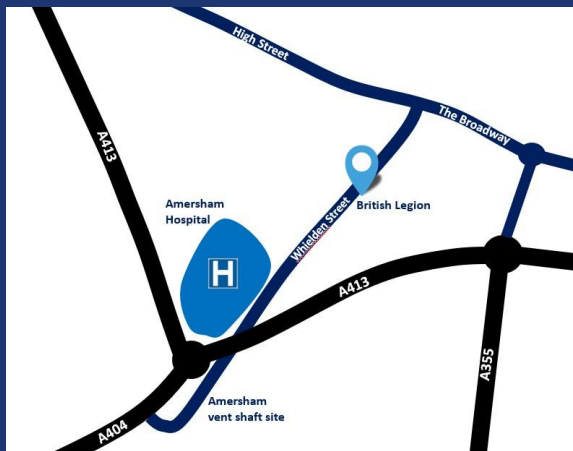 High Street
The Broadway
A413
British Legion
Amersham
Hospital
Whielden Street
H
A413
A355
Amersham
vent shaft site
A404